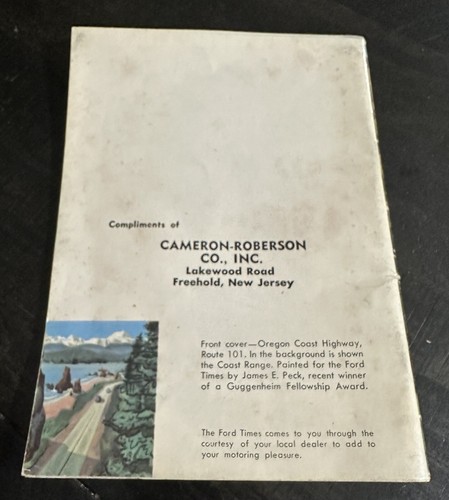 Compliments of
CAMERON-ROBERSON
CO., INC.
Lakewood Road
Freehold, New Jersey
Front cover—Oregon Coast Highway,
Route 101. In the background is shown
the Coast Range. Painted for the Ford
Times by James E. Peck, recent winner
of a Guggenheim Fellowship Award.
The Ford Times comes to you through the
courtesy of your local dealer to add to
your motoring pleasure.